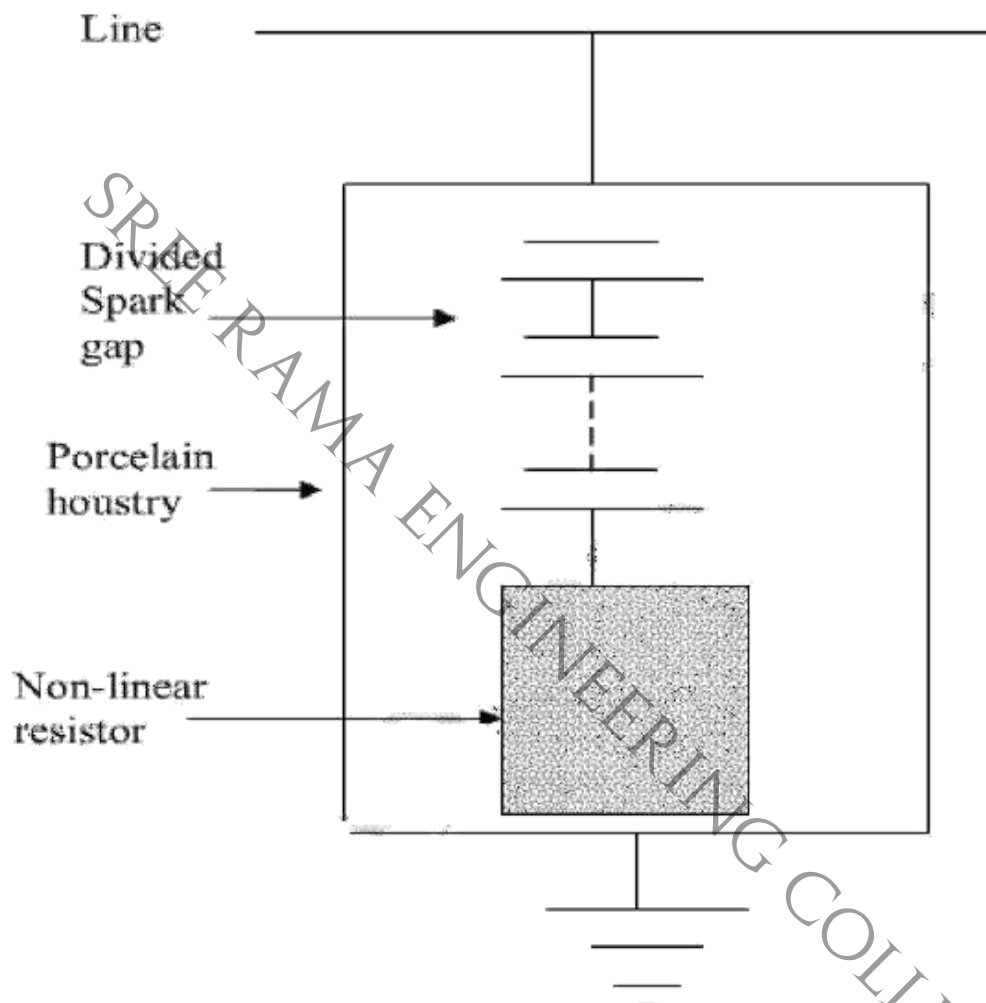 Line
Divided
Spark
gap
Porcelain
houstry
Non-linear
resistor
SREE RAMA ENGINEERING COLL